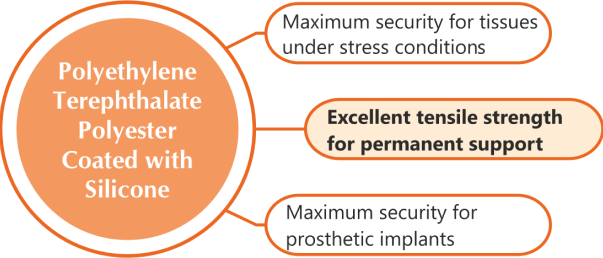 Polyethylene
Terephthalate
Polyester
Coated with
Silicone
Maximum security for tissues
under stress conditions
Excellent tensile strength
for permanent support
Maximum security for
prosthetic implants